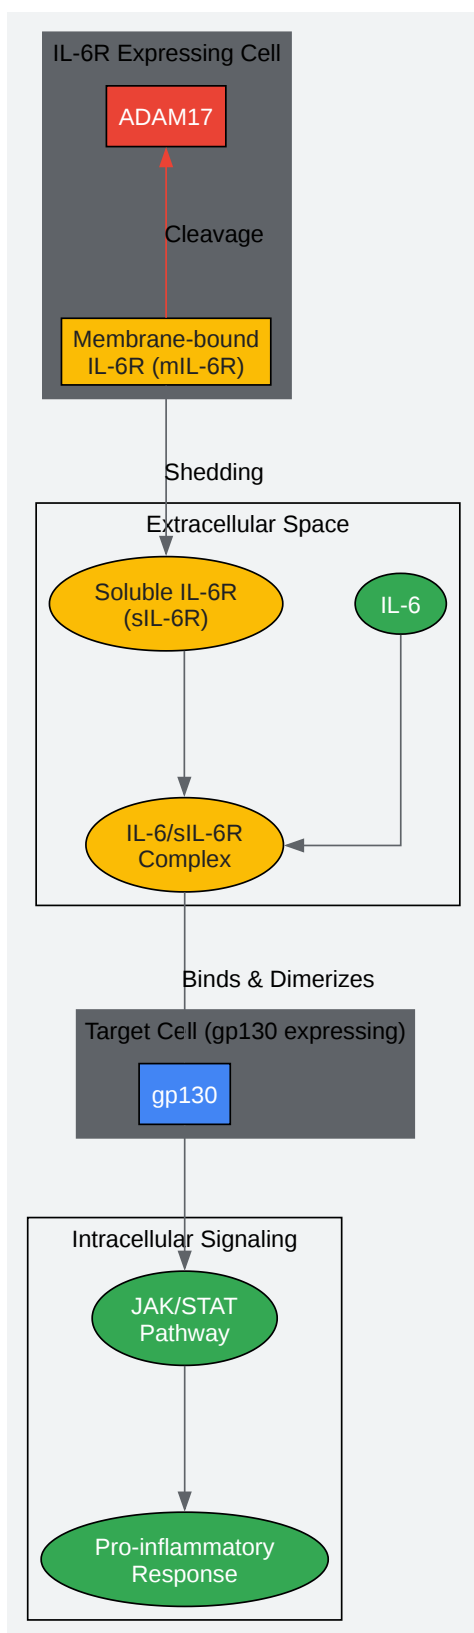 IL-6R Expressing Cell
ADAM17
Cleavage
Membrane-bound
IL-6R (mIL-6R)
Shedding
Extracellular Space
Soluble IL-6R
(sIL-6R)
IL-6
IL-6/sIL-6R
Complex
Binds & Dimerizes
Target Cell (gp130 expressing)
gp130
Intracellular Signaling
JAK/STAT
Pathway
Pro-inflammatory
Response